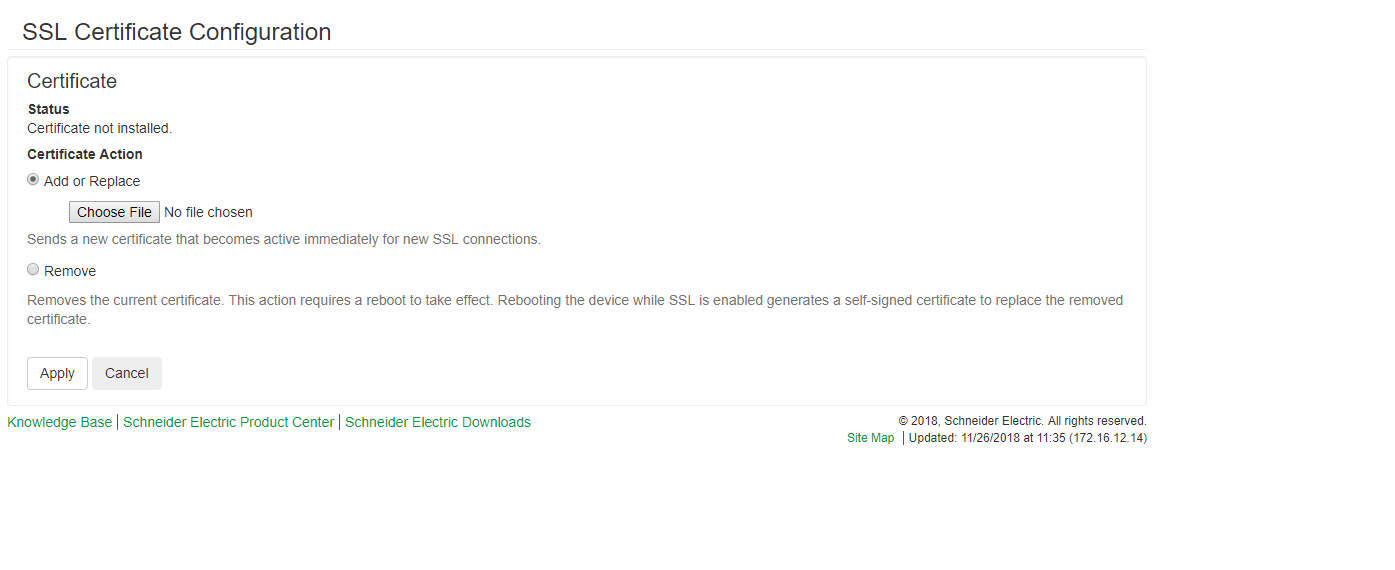 SSL Certificate Configuration
Certificate
Status
Certificate not installed.
Certificate Action
Add or Replace
Choose File No file chosen
Sends a new certificate that becomes active immediately for new SSL connections.
Remove
Removes the current certificate. This action requires a reboot to take effect. Rebooting the device while SSL is enabled generates a self-signed certificate to replace the removed
certificate.
Apply Cancel
Knowledge Base | Schneider Electric Product Center | Schneider Electric Downloads
© 2018, Schneider Electric. All rights reserved.
Site Map | Updated: 11/26/2018 at 11:35 (172.16.12.14)